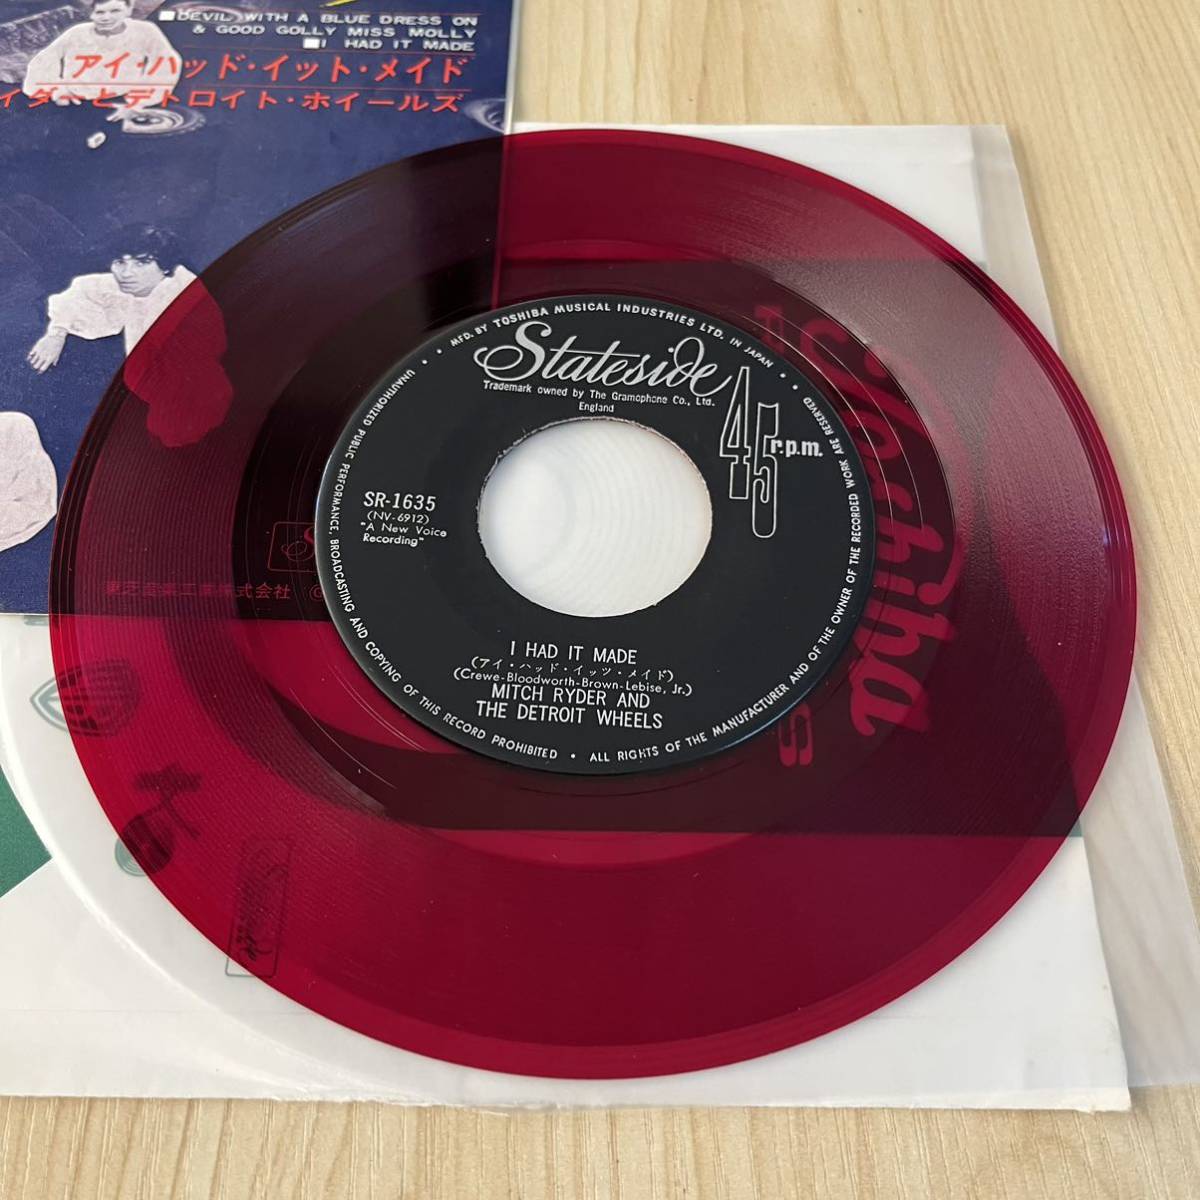 ■DEVIL WITH A BLUE DRESS ON
& GOOD GOLLY MISS MOLLY
■I HAD IT MADE
アイ・ハッド・イット・メイド
イダーとデトロイト・ホイールズ
MFD. BY TOSHIBA MUSICAL INDUSTRIES LTD. IN JAPAN
Stateside
Trademark owned by The Gramophone Co., Ltd.
England
45 r.p.m.
SR-1635
(NV-6912)
"A New Voice
Recording"
I HAD IT MADE
(アイ・ハッド・イッツ・メイド)
(Crewe-Bloodworth-Brown-Lebise, Jr.)
MITCH RYDER AND
THE DETROIT WHEELS
UNAUTHORIZED PUBLIC PERFORMANCE, BROADCASTING AND COPYING OF THIS RECORD PROHIBITED • ALL RIGHTS OF THE MANUFACTURER AND OF THE OWNER OF THE RECORDED WORK ARE RESERVED
東芝音楽工業株式会社
Toshiba